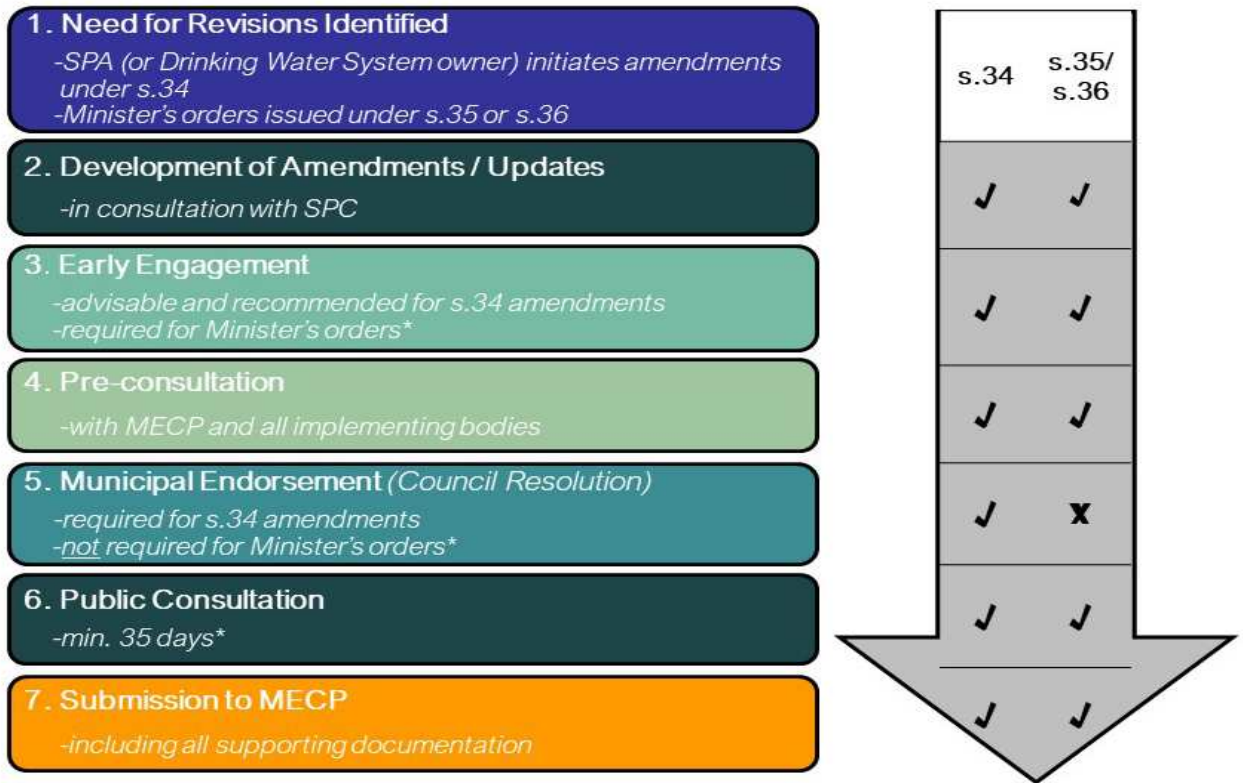 1. Need for Revisions Identified
-SPA (or Drinking Water System owner) initiates amendments
under s.34
-Minister's orders issued under s.35 or s.36
s.34
s.35/
s.36
2. Development of Amendments / Updates
-in consultation with SPC
✓ ✓
3. Early Engagement
-advisable and recommended for s.34 amendments
-required for Minister's orders*
✓ ✓
4. Pre-consultation
-with MECP and all implementing bodies
✓ ✓
5. Municipal Endorsement (Council Resolution)
-required for s.34 amendments
-not required for Minister's orders*
✓ X
6. Public Consultation
-min. 35 days*
✓ ✓
7. Submission to MECP
-including all supporting documentation
✓ ✓